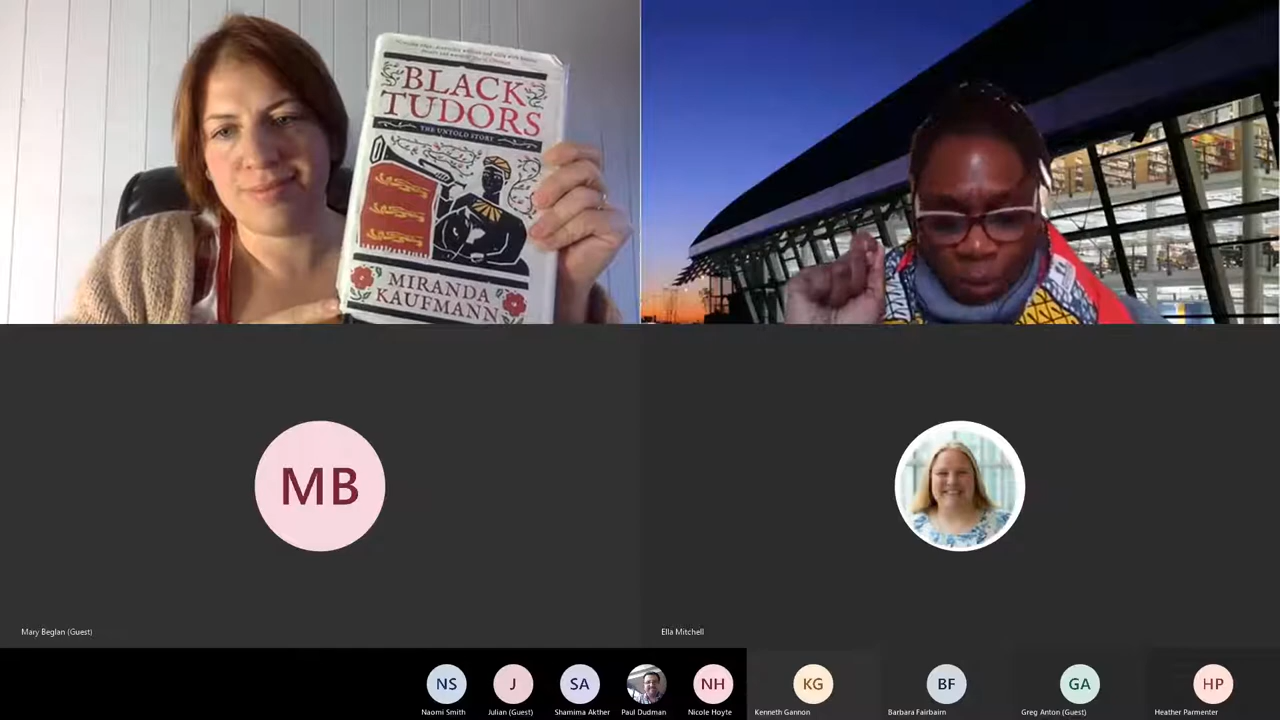 BLACK
TUDORS
THE UNTOLD STORY
MIRANDA
KAUFMANN
MB
Mary Beglan (Guest)
Ella Mitchell
NS
J
SA
NH
KG
BF
GA
HP
Naomi Smith
Julian (Guest)
Shamima Akther
Paul Dudman
Nicole Hoyte
Kenneth Gannon
Barbara Fairbairn
Greg Anton (Guest)
Heather Parmenter